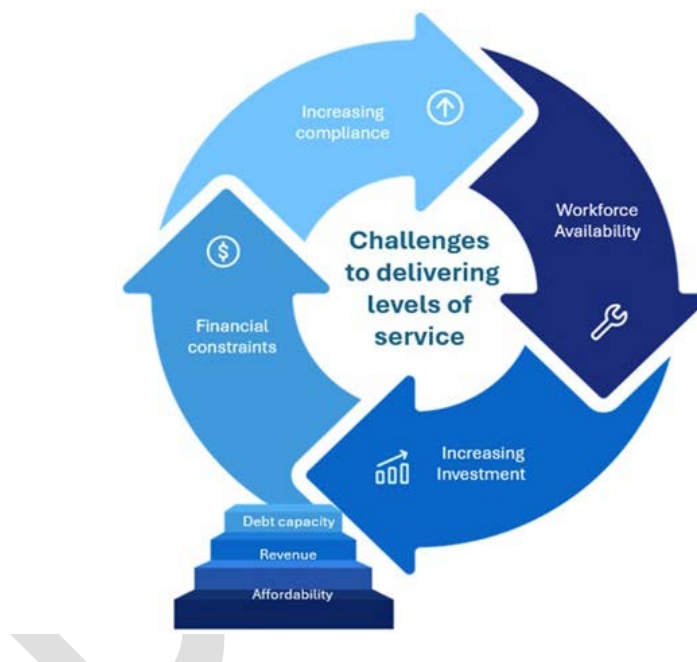 Increasing
compliance
Workforce
Availability
Challenges
to delivering
levels of
service
$
Financial
constraints
Increasing
Investment
Debt capacity
Revenue
Affordability